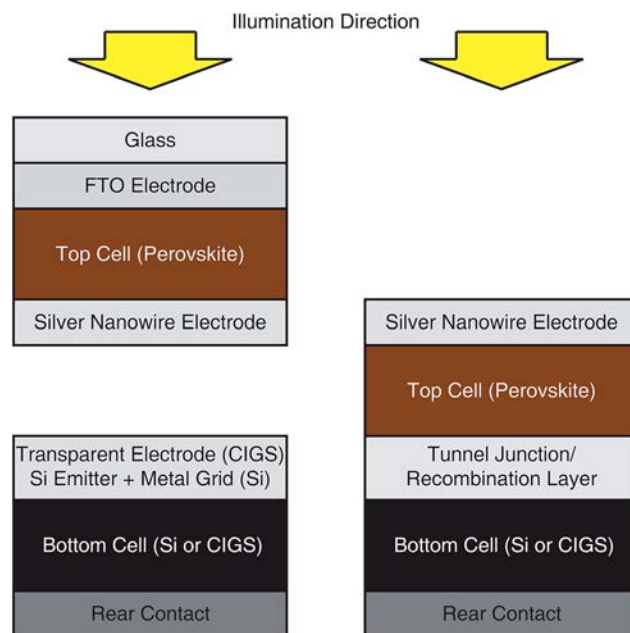 Illumination Direction
Glass
FTO Electrode
Top Cell (Perovskite)
Silver Nanowire Electrode
Transparent Electrode (CIGS)
Si Emitter + Metal Grid (Si)
Bottom Cell (Si or CIGS)
Rear Contact
Silver Nanowire Electrode
Top Cell (Perovskite)
Tunnel Junction/
Recombination Layer
Bottom Cell (Si or CIGS)
Rear Contact